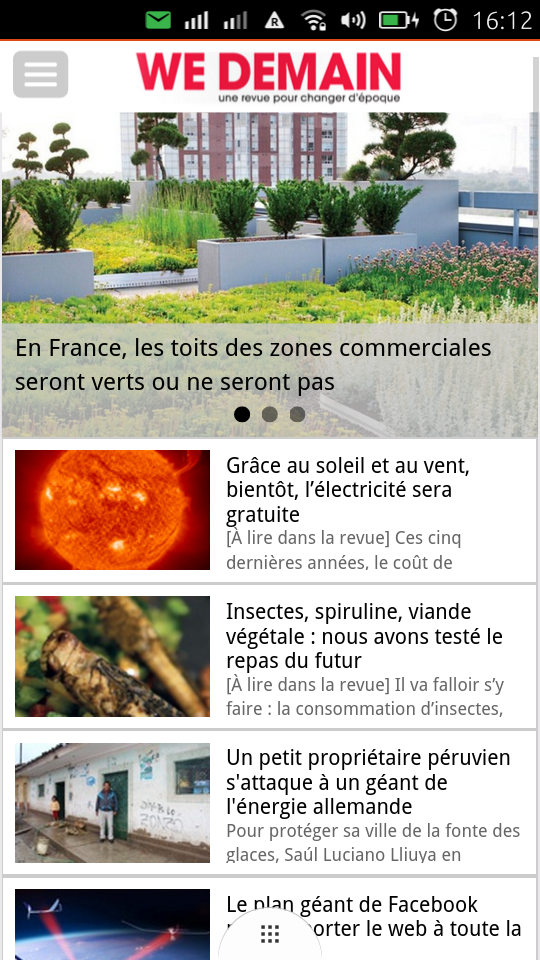 R
16:12
WE DEMAIN
une revue pour changer d'époque
En France, les toits des zones commerciales
seront verts ou ne seront pas
Grâce au soleil et au vent,
bientôt, l’électricité sera
gratuite
[À lire dans la revue] Ces cinq
dernières années, le coût de
Insectes, spiruline, viande
végétale : nous avons testé le
repas du futur
[À lire dans la revue] Il va falloir s’y
faire : la consommation d’insectes,
Un petit propriétaire péruvien
s'attaque à un géant de
l'énergie allemande
Pour protéger sa ville de la fonte des
glaces, Saúl Luciano Lliuya en
Le plan géant de Facebook
orter le web à toute la